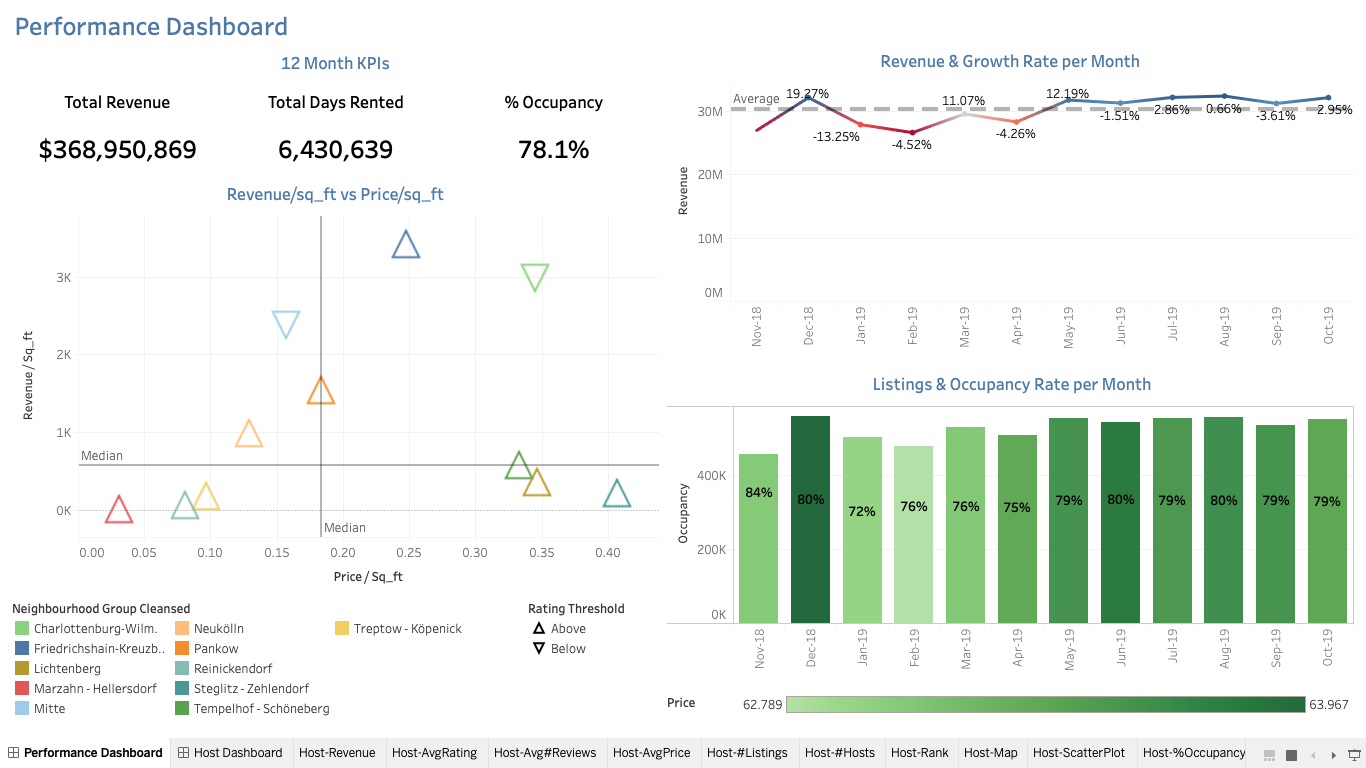 Performance Dashboard
12 Month KPIs
Total Revenue Total Days Rented % Occupancy
$368,950,869 6,430,639 78.1%
Revenue/sq_ft vs Price/sq_ft
Revenue / Sq_ft
3K
2K
1K
0K
Median
Median
0.00 0.05 0.10 0.15 0.20 0.25 0.30 0.35 0.40
Price / Sq_ft
Neighbourhood Group Cleansed
Charlottenburg-Wilm. Neukölln Treptow - Köpenick
Friedrichshain-Kreuzb.. Pankow
Lichtenberg Reinickendorf
Marzahn - Hellersdorf Steglitz - Zehlendorf
Mitte Tempelhof - Schöneberg
Rating Threshold
Above
Below
Revenue & Growth Rate per Month
Revenue
30M
20M
10M
0M
Average
19.27% -13.25% -4.52% 11.07% -4.26% 12.19% -1.51% 2.86% 0.66% -3.61% 2.95%
Nov-18 Dec-18 Jan-19 Feb-19 Mar-19 Apr-19 May-19 Jun-19 Jul-19 Aug-19 Sep-19 Oct-19
Listings & Occupancy Rate per Month
Occupancy
400K
200K
0K
84% 80% 72% 76% 76% 75% 79% 80% 79% 80% 79% 79%
Nov-18 Dec-18 Jan-19 Feb-19 Mar-19 Apr-19 May-19 Jun-19 Jul-19 Aug-19 Sep-19 Oct-19
Price 62.789 63.967
Performance Dashboard Host Dashboard Host-Revenue Host-AvgRating Host-Avg#Reviews Host-AvgPrice Host-#Listings Host-#Hosts Host-Rank Host-Map Host-ScatterPlot Host-%Occupancy